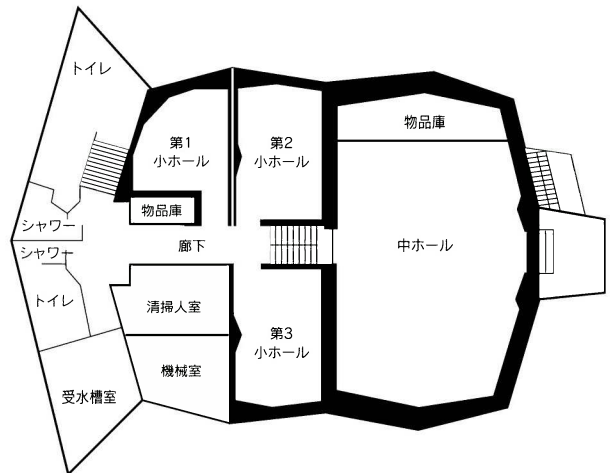 トイレ
第1
小ホール
第2
小ホール
物品庫
物品庫
シャワー
シャワー
廊下
中ホール
トイレ
清掃人室
第3
小ホール
機械室
受水槽室